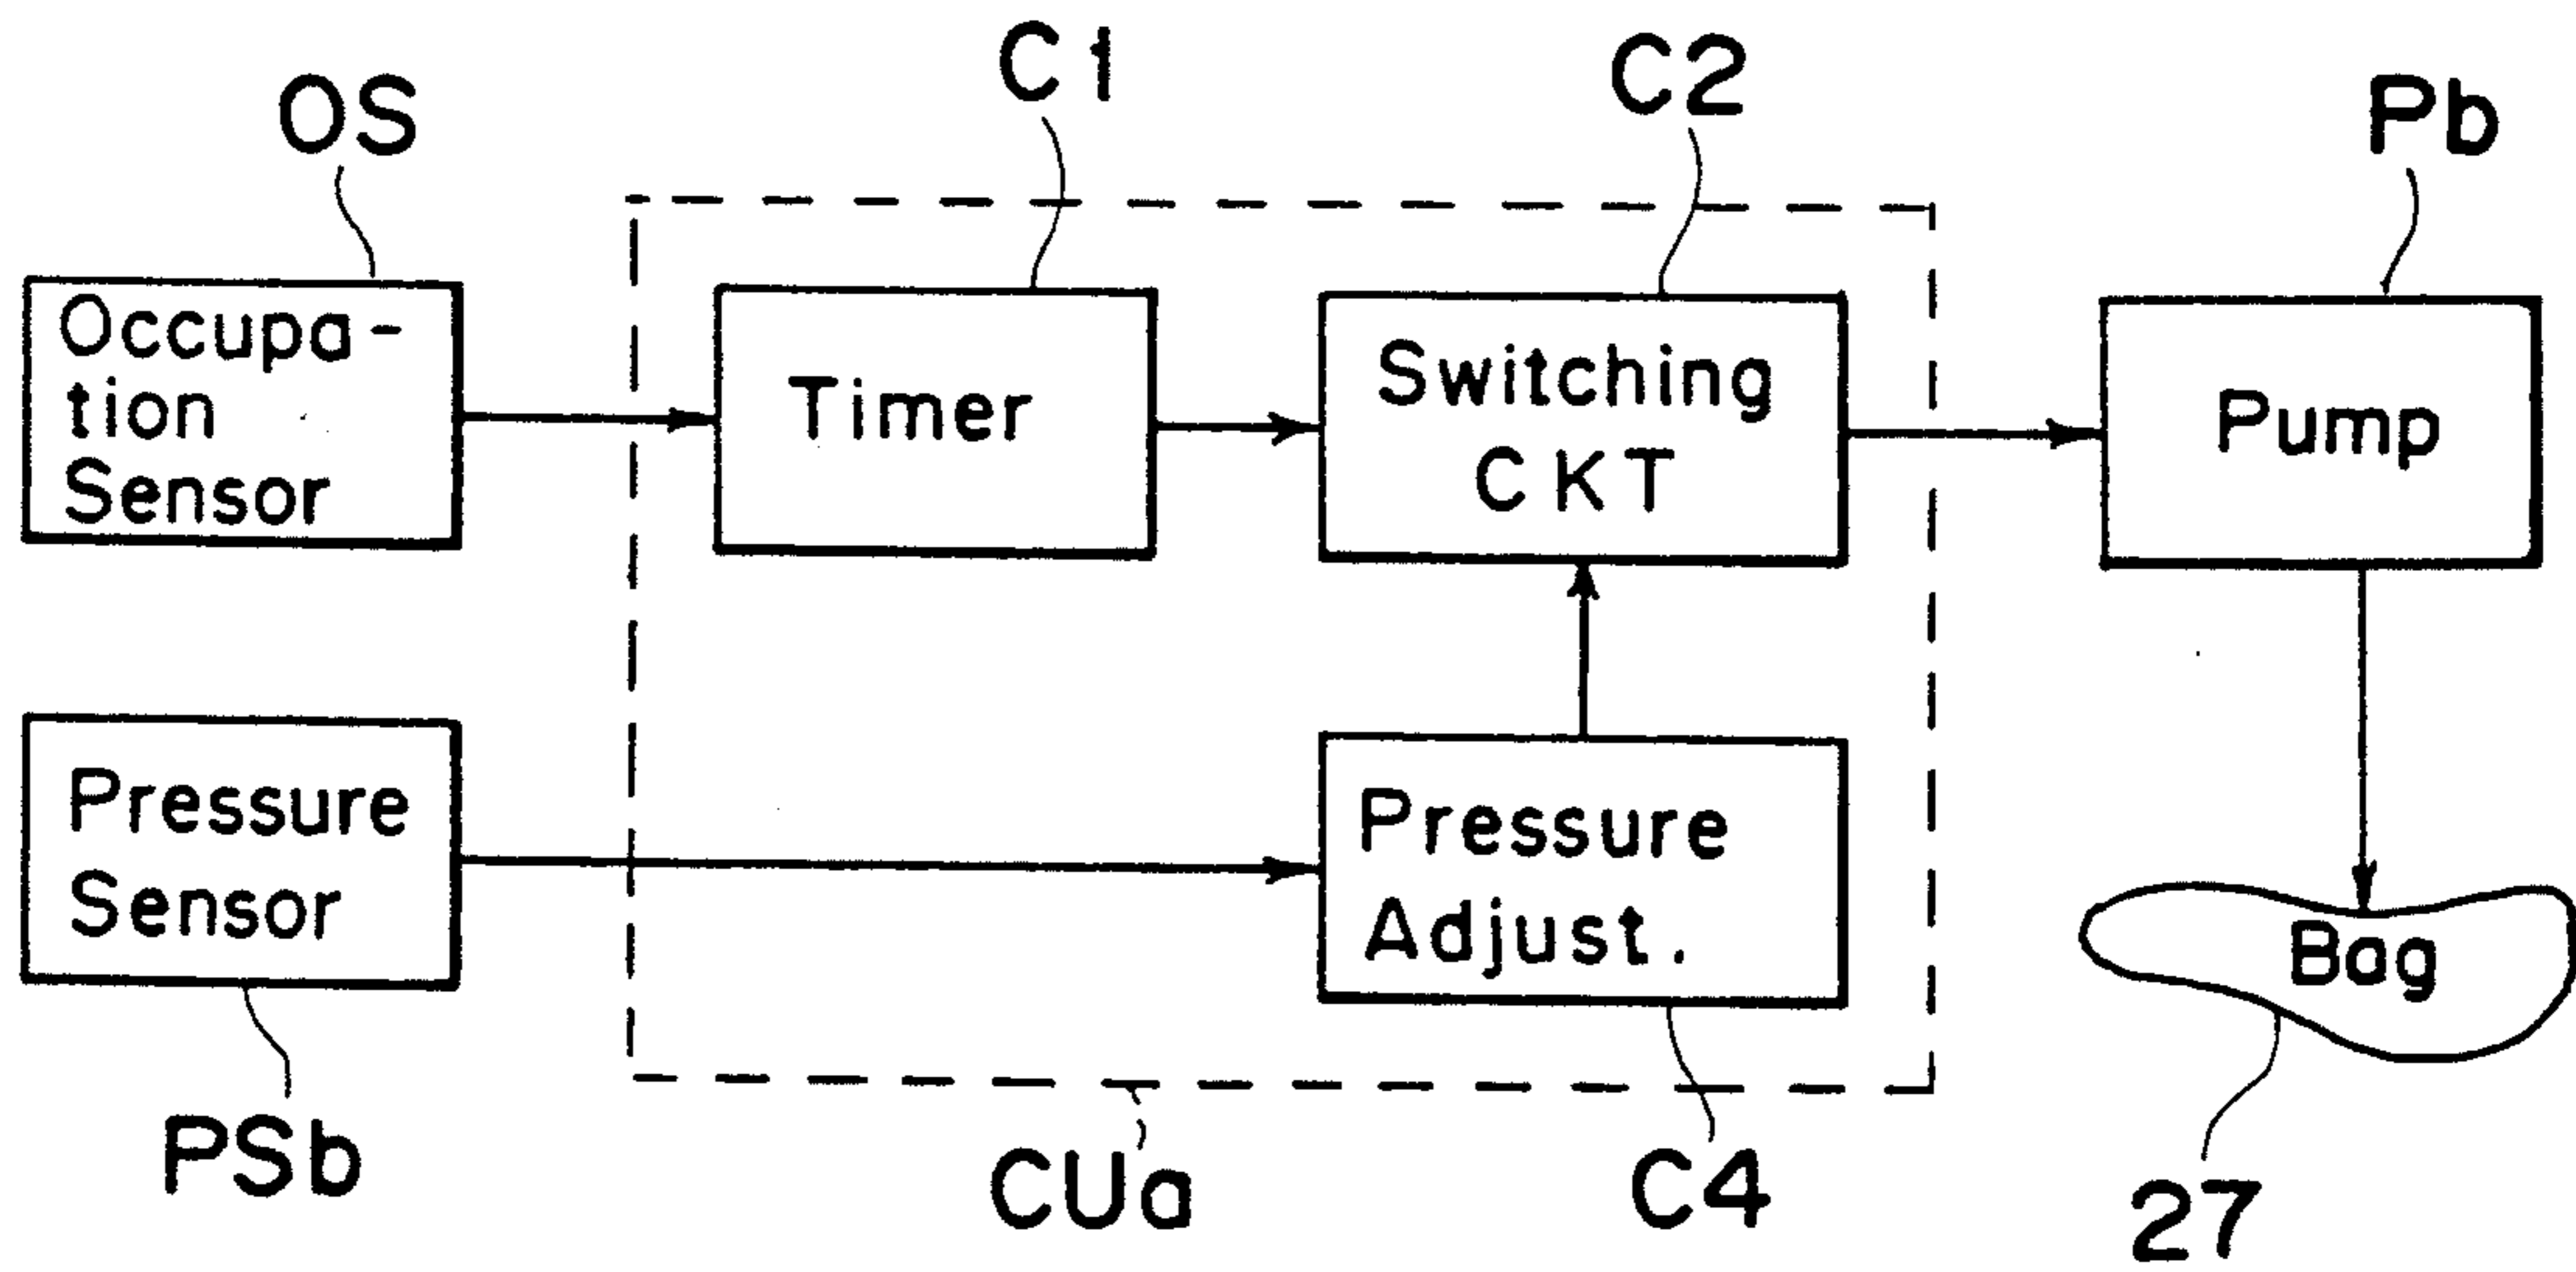 OS
C1
C2
Pb
Occupa-
tion
Sensor
Timer
Switching
CKT
Pump
Pressure
Sensor
Pressure
Adjust.
Bag
PSb
CUa
C4
27